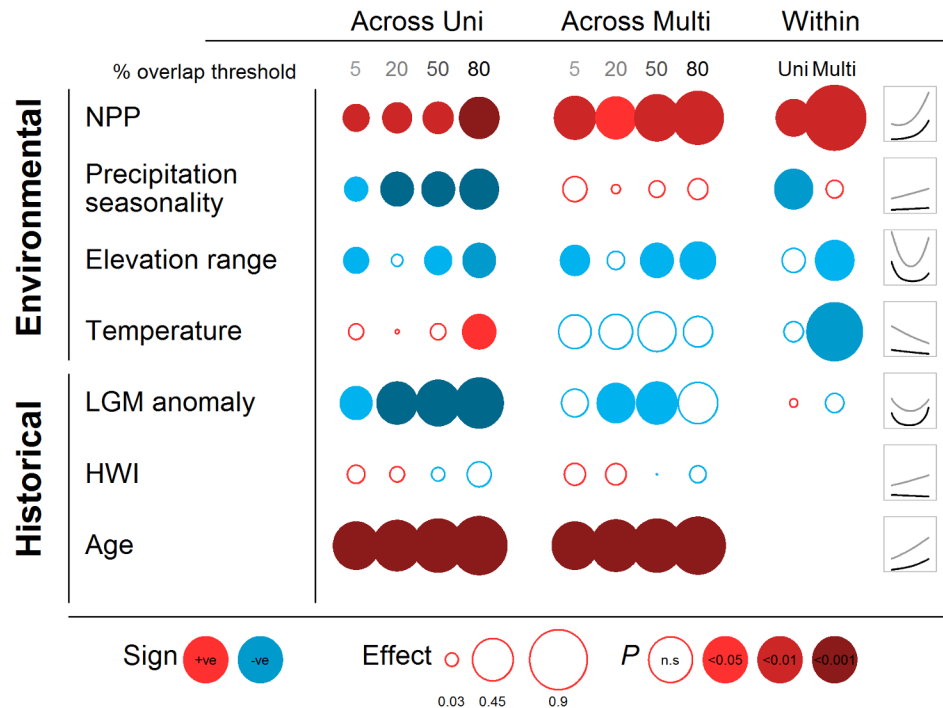 Across Uni Across Multi Within
% overlap threshold 5 20 50 80 5 20 50 80 Uni Multi
Environmental
NPP
Precipitation
seasonality
Elevation range
Temperature
Historical
LGM anomaly
HWI
Age
Sign +ve -ve Effect P n.s <0.05 <0.01 <0.001
0.03 0.45 0.9